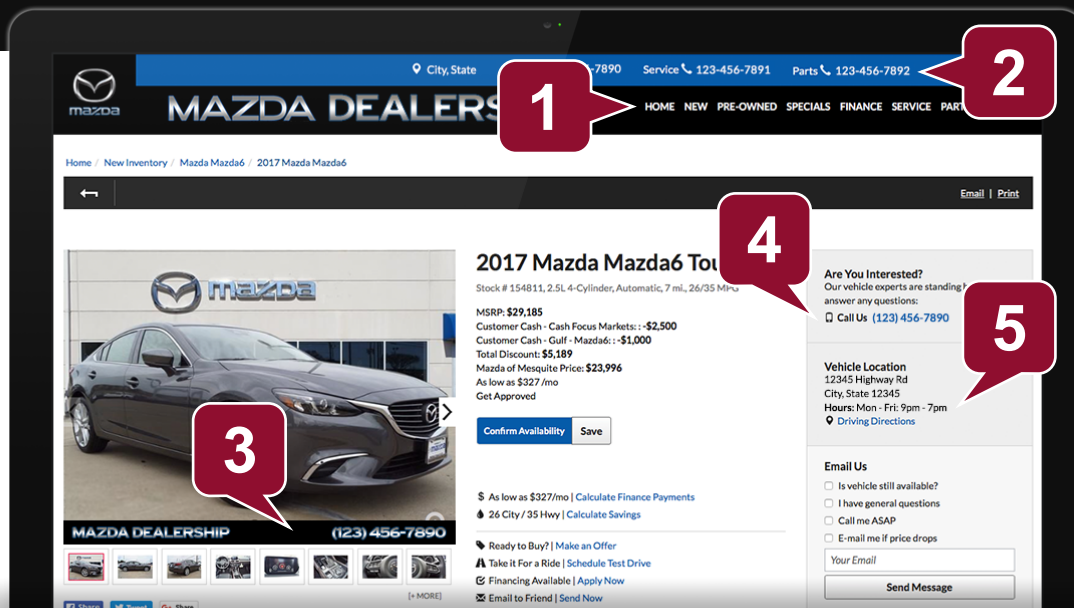 mazda
City, State
-7890
Service 123-456-7891
Parts 123-456-7892
2
MAZDA DEALERS
1
HOME NEW PRE-OWNED SPECIALS FINANCE SERVICE PART
Home / New Inventory / Mazda Mazda6 / 2017 Mazda Mazda6
Email | Print
mazda
MAZDA DEALERSHIP (123) 456-7890
3
[+ MORE]
Share
Tweet
G+ Share
2017 Mazda Mazda6 Tou
4
Stock # 154811, 2.5L 4-Cylinder, Automatic, 7 mi., 26/35 MPG
MSRP: $29,185
Customer Cash - Cash Focus Markets: : -$2,500
Customer Cash - Gulf - Mazda6: : -$1,000
Total Discount: $5,189
Mazda of Mesquite Price: $23,996
As low as $327 /mo
Get Approved
Confirm Availability
Save
$ As low as $327/mo | Calculate Finance Payments
26 City / 35 Hwy | Calculate Savings
Ready to Buy? | Make an Offer
Take it For a Ride | Schedule Test Drive
Financing Available | Apply Now
Email to Friend | Send Now
Are You Interested?
Our vehicle experts are standing
answer any questions:
Call Us (123) 456-7890
5
Vehicle Location
12345 Highway Rd
City, State 12345
Hours: Mon - Fri: 9pm - 7pm
Driving Directions
Email Us
Is vehicle still available?
I have general questions
Call me ASAP
E-mail me if price drops
Your Email
Send Message